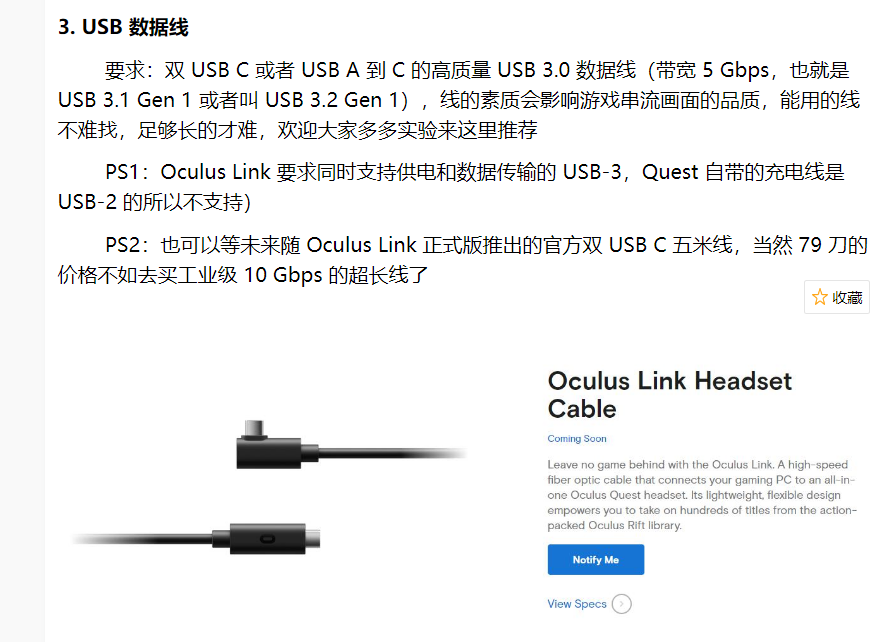 3. USB 数据线
要求：双 USB C 或者 USB A 到 C 的高质量 USB 3.0 数据线（带宽 5 Gbps，也就是
USB 3.1 Gen 1 或者叫 USB 3.2 Gen 1），线的素质会影响游戏串流画面的品质，能用的线
不难找，足够长的才难，欢迎大家多多实验来这里推荐
PS1：Oculus Link 要求同时支持供电和数据传输的 USB-3，Quest 自带的充电线是
USB-2 的所以不支持）
PS2：也可以等未来随 Oculus Link 正式版推出的官方双 USB C 五米线，当然 79 刀的
价格不如去买工业级 10 Gbps 的超长线了
收藏
Oculus Link Headset
Cable
Coming Soon
Leave no game behind with the Oculus Link. A high-speed
fiber optic cable that connects your gaming PC to an all-in-
one Oculus Quest headset. Its lightweight, flexible design
empowers you to take on hundreds of titles from the action-
packed Oculus Rift library.
Notify Me
View Specs